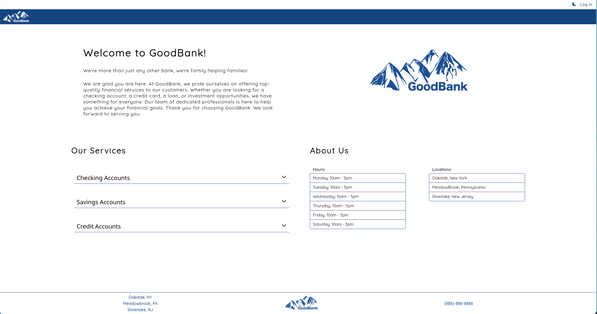 Log In
GoodBank
Welcome to GoodBank!
We're more than just any other bank, we're family helping families!
We are glad you are here. At GoodBank, we pride ourselves on offering top-
quality financial services to our customers. Whether you are looking for a
checking account, a credit card, a loan, or investment opportunities, we have
something for everyone. Our team of dedicated professionals is here to help
you achieve your financial goals. Thank you for choosing GoodBank. We look
forward to serving you.
GoodBank
Our Services
Checking Accounts
Savings Accounts
Credit Accounts
About Us
Hours
Monday: 10am - 5pm
Tuesday: 10am - 5pm
Wednesday: 10am - 5pm
Thursday: 10am - 5pm
Friday: 10am - 5pm
Saturday: 10am - 5pm
Locations:
Oakdale, New York
MeadowBrook, Pennsylvania
Silverlake, New Jersey
Oakdale, NY
Meadowbrook, PA
Silverlake, NJ
GoodBank
(888)-888-8888